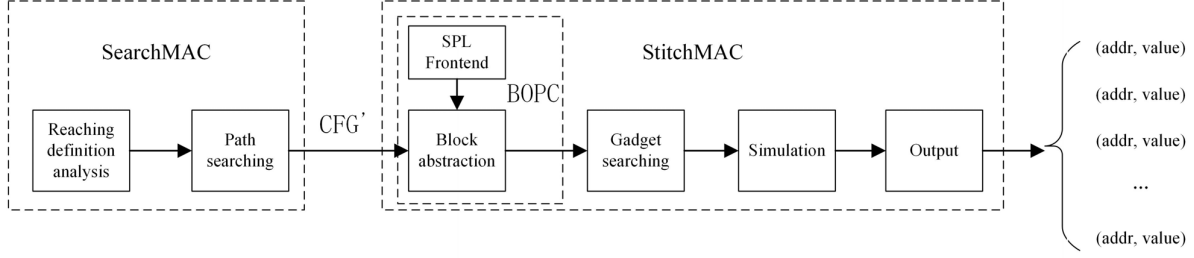 SearchMAC
Reaching
definition
analysis
Path
searching
CFG'
StitchMAC
SPL
Frontend
BOPC
Block
abstraction
Gadget
searching
Simulation
Output
(addr, value)
(addr, value)
(addr, value)
...
(addr, value)